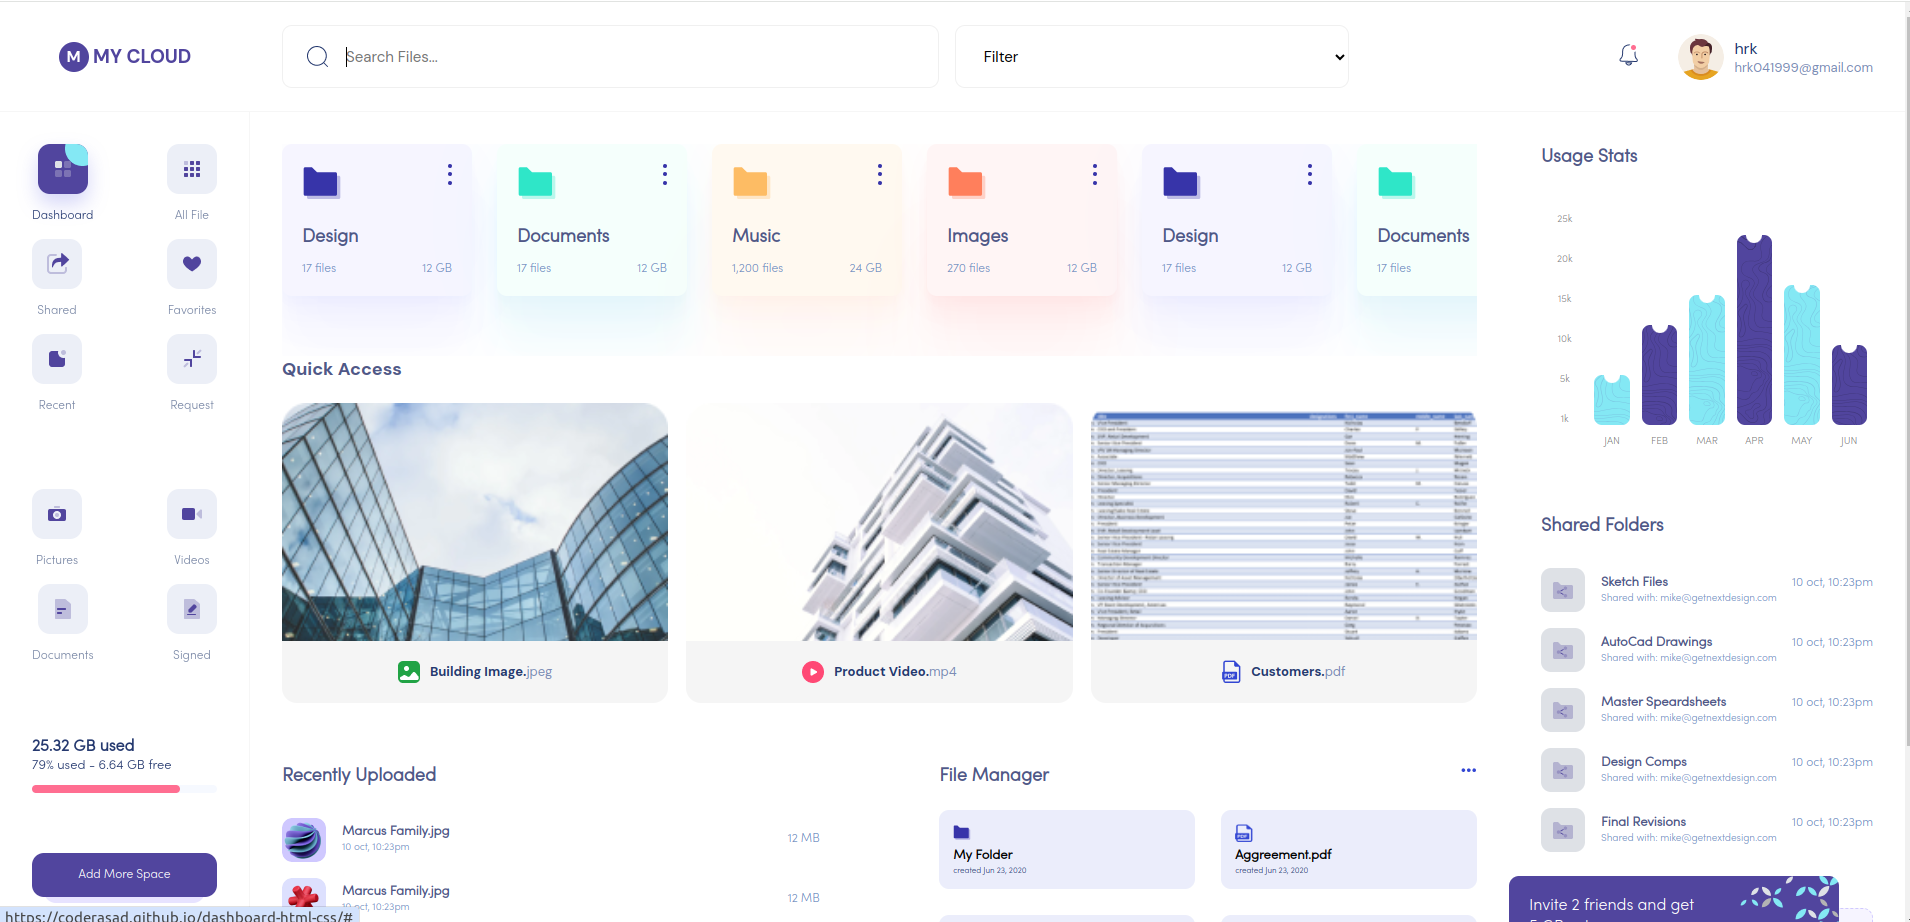 M MY CLOUD
Search Files...
Filter
hrk
hrk041999@gmail.com
Dashboard
All File
Shared
Favorites
Recent
Request
Pictures
Videos
Documents
Signed
25.32 GB used
79% used - 6.64 GB free
Add More Space
https://coderasad.github.io/dashboard-html-css/#
Design
17 files 12 GB
Documents
17 files 12 GB
Music
1,200 files 24 GB
Images
270 files 12 GB
Design
17 files 12 GB
Documents
17 files
Quick Access
Building Image.jpeg
Product Video.mp4
PDF
Customers.pdf
Recently Uploaded
Marcus Family.jpg
10 oct, 10:23pm
12 MB
Marcus Family.jpg
oct, 10:23pm
12 MB
File Manager
My Folder
created Jun 23, 2020
PDF
Aggreement.pdf
created Jun 23, 2020
Usage Stats
25k
20k
15k
10k
5k
1k
JAN FEB MAR APR MAY JUN
Shared Folders
Sketch Files 10 oct, 10:23pm
Shared with: mike@getnextdesign.com
AutoCad Drawings 10 oct, 10:23pm
Shared with: mike@getnextdesign.com
Master Speardsheets 10 oct, 10:23pm
Shared with: mike@getnextdesign.com
Design Comps 10 oct, 10:23pm
Shared with: mike@getnextdesign.com
Final Revisions 10 oct, 10:23pm
Shared with: mike@getnextdesign.com
Invite 2 friends and get